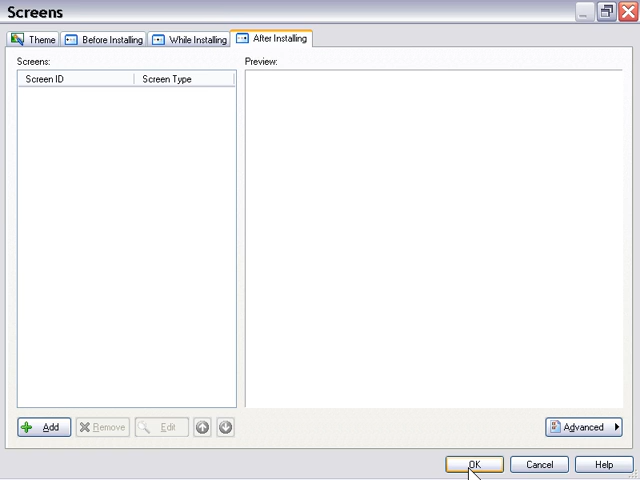 Screens
Theme Before Installing While Installing After Installing
Screens: Preview:
Screen ID Screen Type
Add Remove Edit Advanced
OK Cancel Help